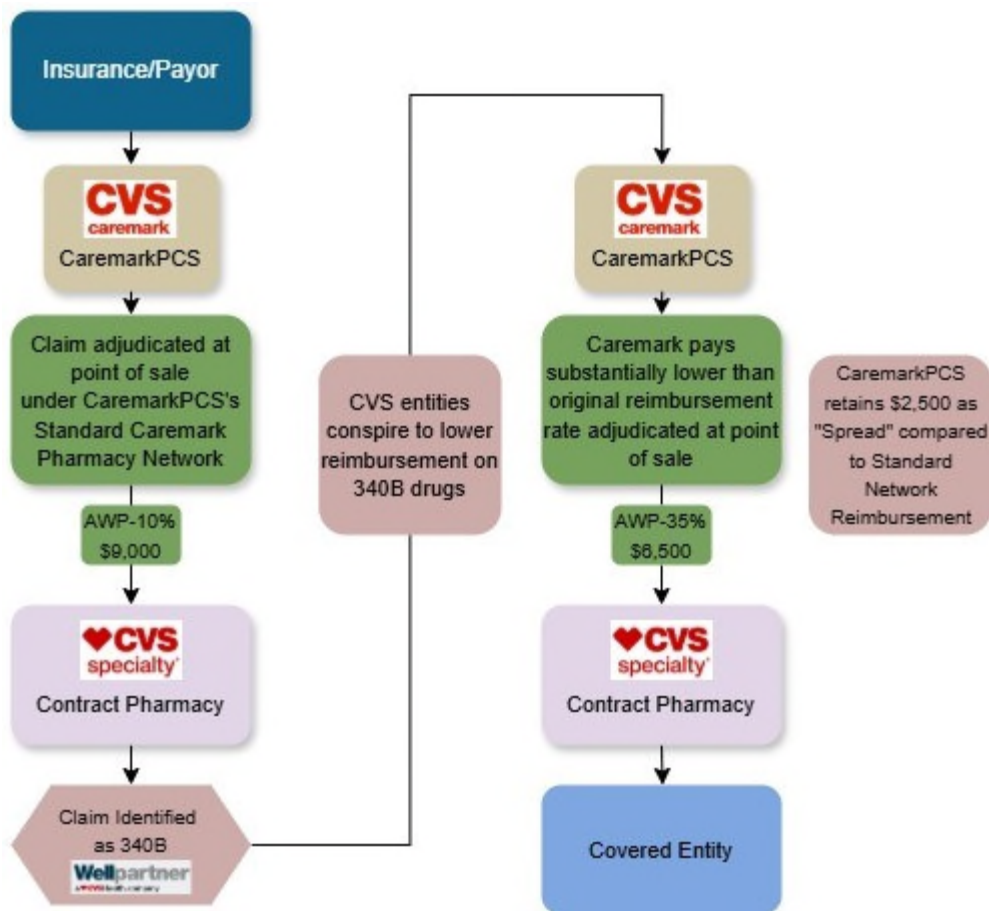 Insurance/Payor
CVS
caremark
CaremarkPCS
Claim adjudicated at
point of sale
under CaremarkPCS's
Standard Caremark
Pharmacy Network
AWP-10%
$9,000
CVS
specialty
Contract Pharmacy
Claim Identified
as 340B
Wellpartner
a CVSHealth company
CVS entities
conspire to lower
reimbursement on
340B drugs
CVS
caremark
CaremarkPCS
Caremark pays
substantially lower than
original reimbursement
rate adjudicated at point
of sale
AWP-35%
$6,500
CVS
specialty
Contract Pharmacy
Covered Entity
CaremarkPCS
retains $2,500 as
"Spread" compared
to Standard
Network
Reimbursement